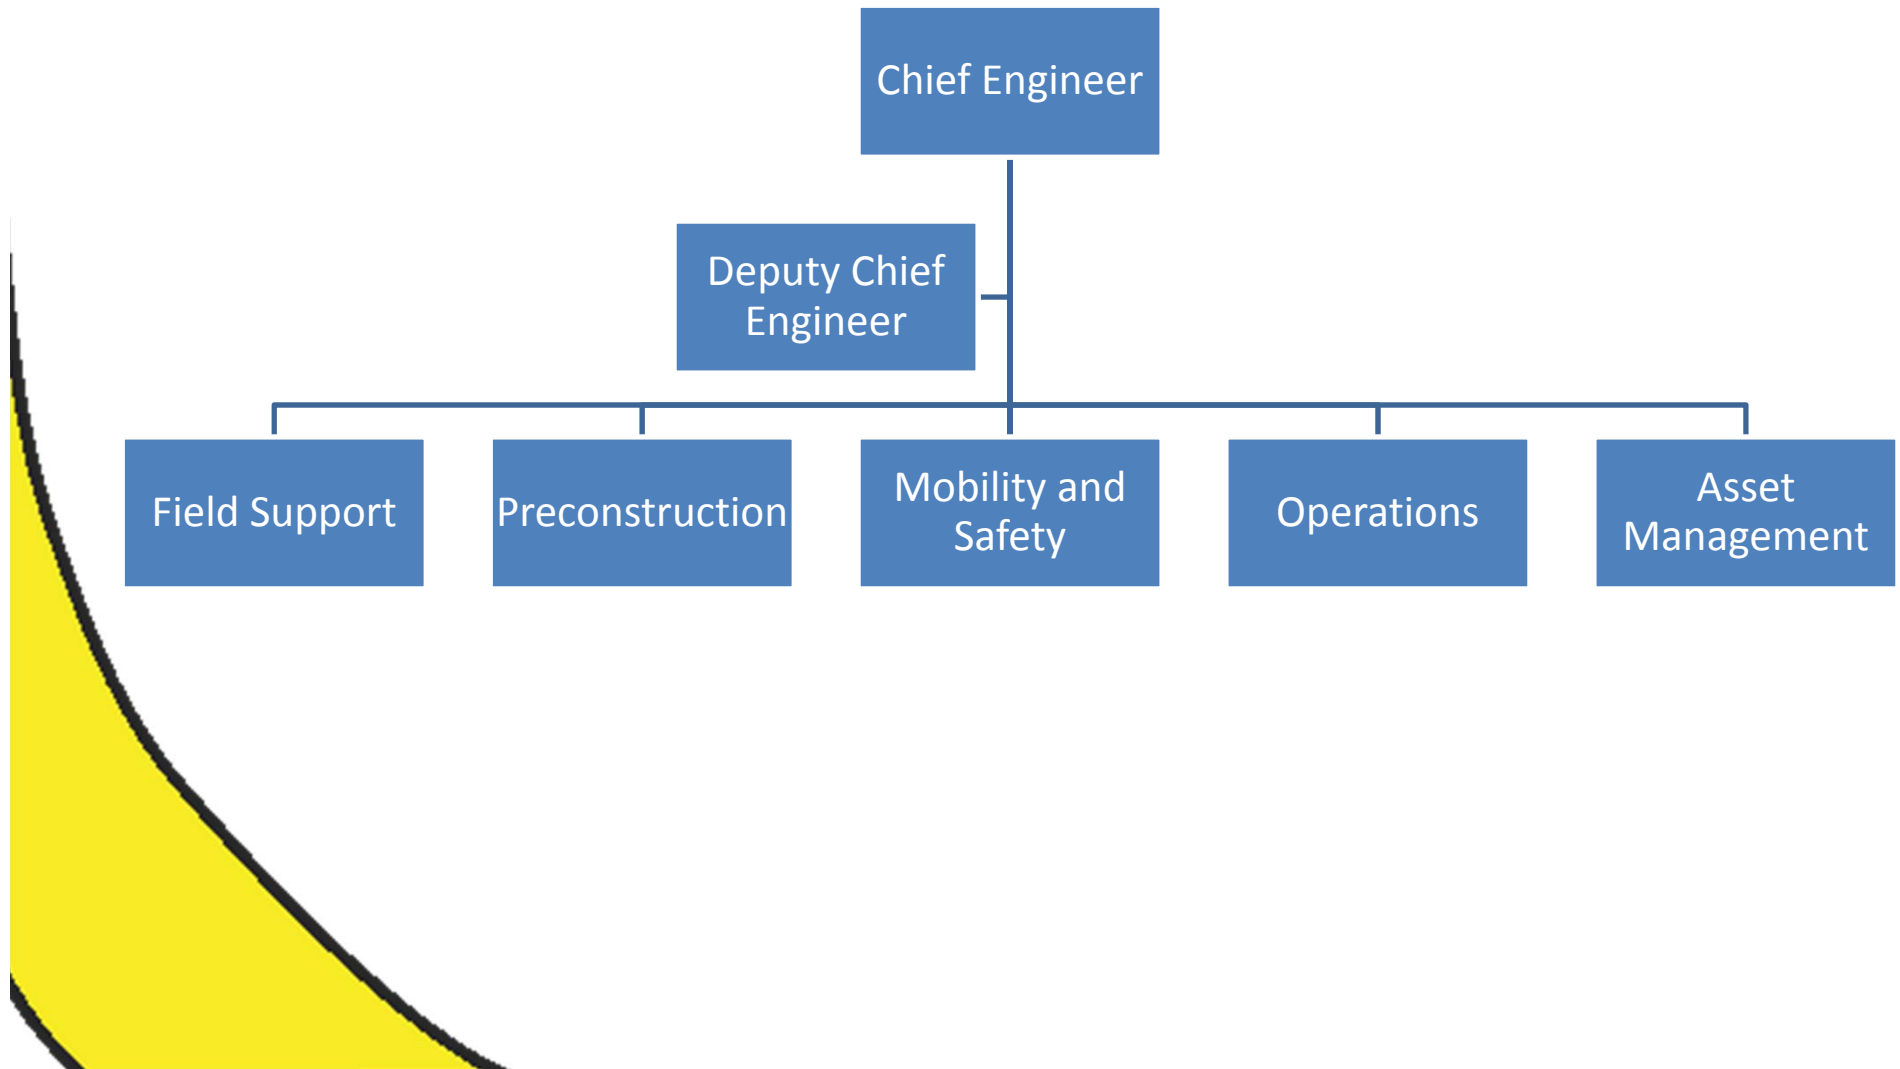 Chief Engineer
Deputy Chief
Engineer
Field Support
Preconstruction
Mobility and
Safety
Operations
Asset
Management